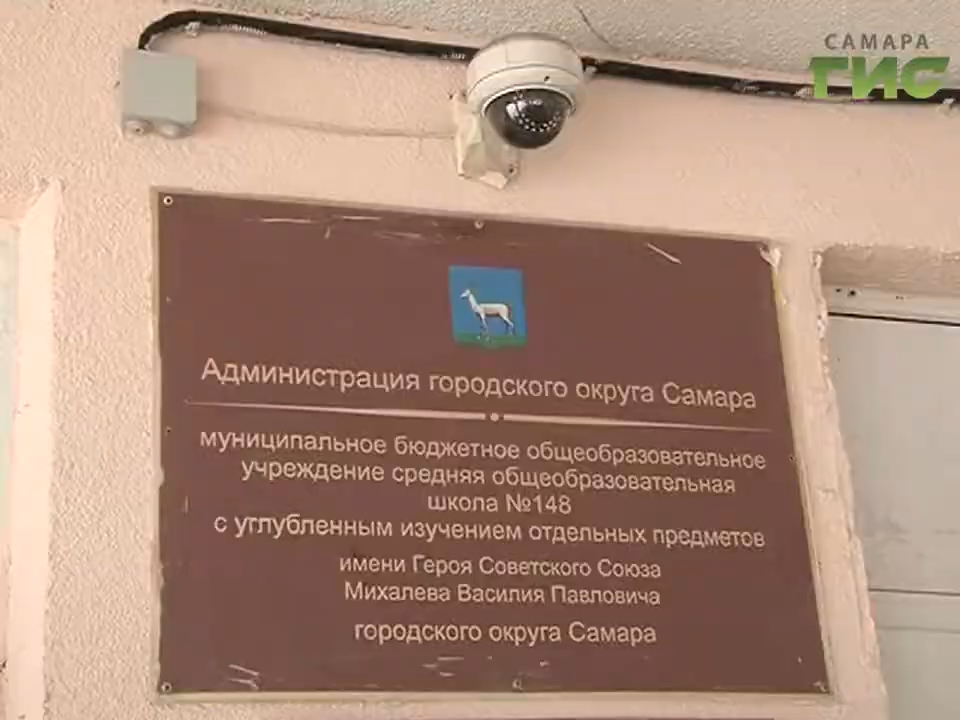 САМАРА
ГИС
Администрация городского округа Самара
муниципальное бюджетное общеобразовательное
учреждение средняя общеобразовательная
школа №148
с углубленным изучением отдельных предметов
имени Героя Советского Союза
Михалева Василия Павловича
городского округа Самара